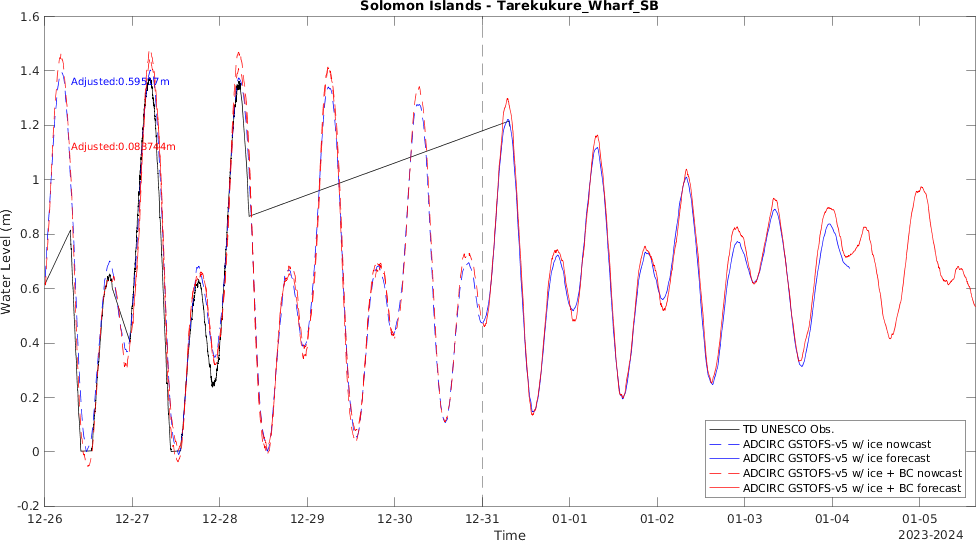 Solomon Islands - Tarekukure_Wharf_SB
1.6
1.4
1.2
1
0.8
0.6
0.4
0.2
0
-0.2
Water Level (m)
Adjusted:0.083744m
TD UNESCO Obs.
ADCIRC GSTOFS-v5 w/ ice nowcast
ADCIRC GSTOFS-v5 w/ ice forecast
ADCIRC GSTOFS-v5 w/ ice + BC nowcast
ADCIRC GSTOFS-v5 w/ ice + BC forecast
12-26
12-27
12-28
12-29
12-30
12-31
01-01
01-02
01-03
01-04
01-05
Time
2023-2024